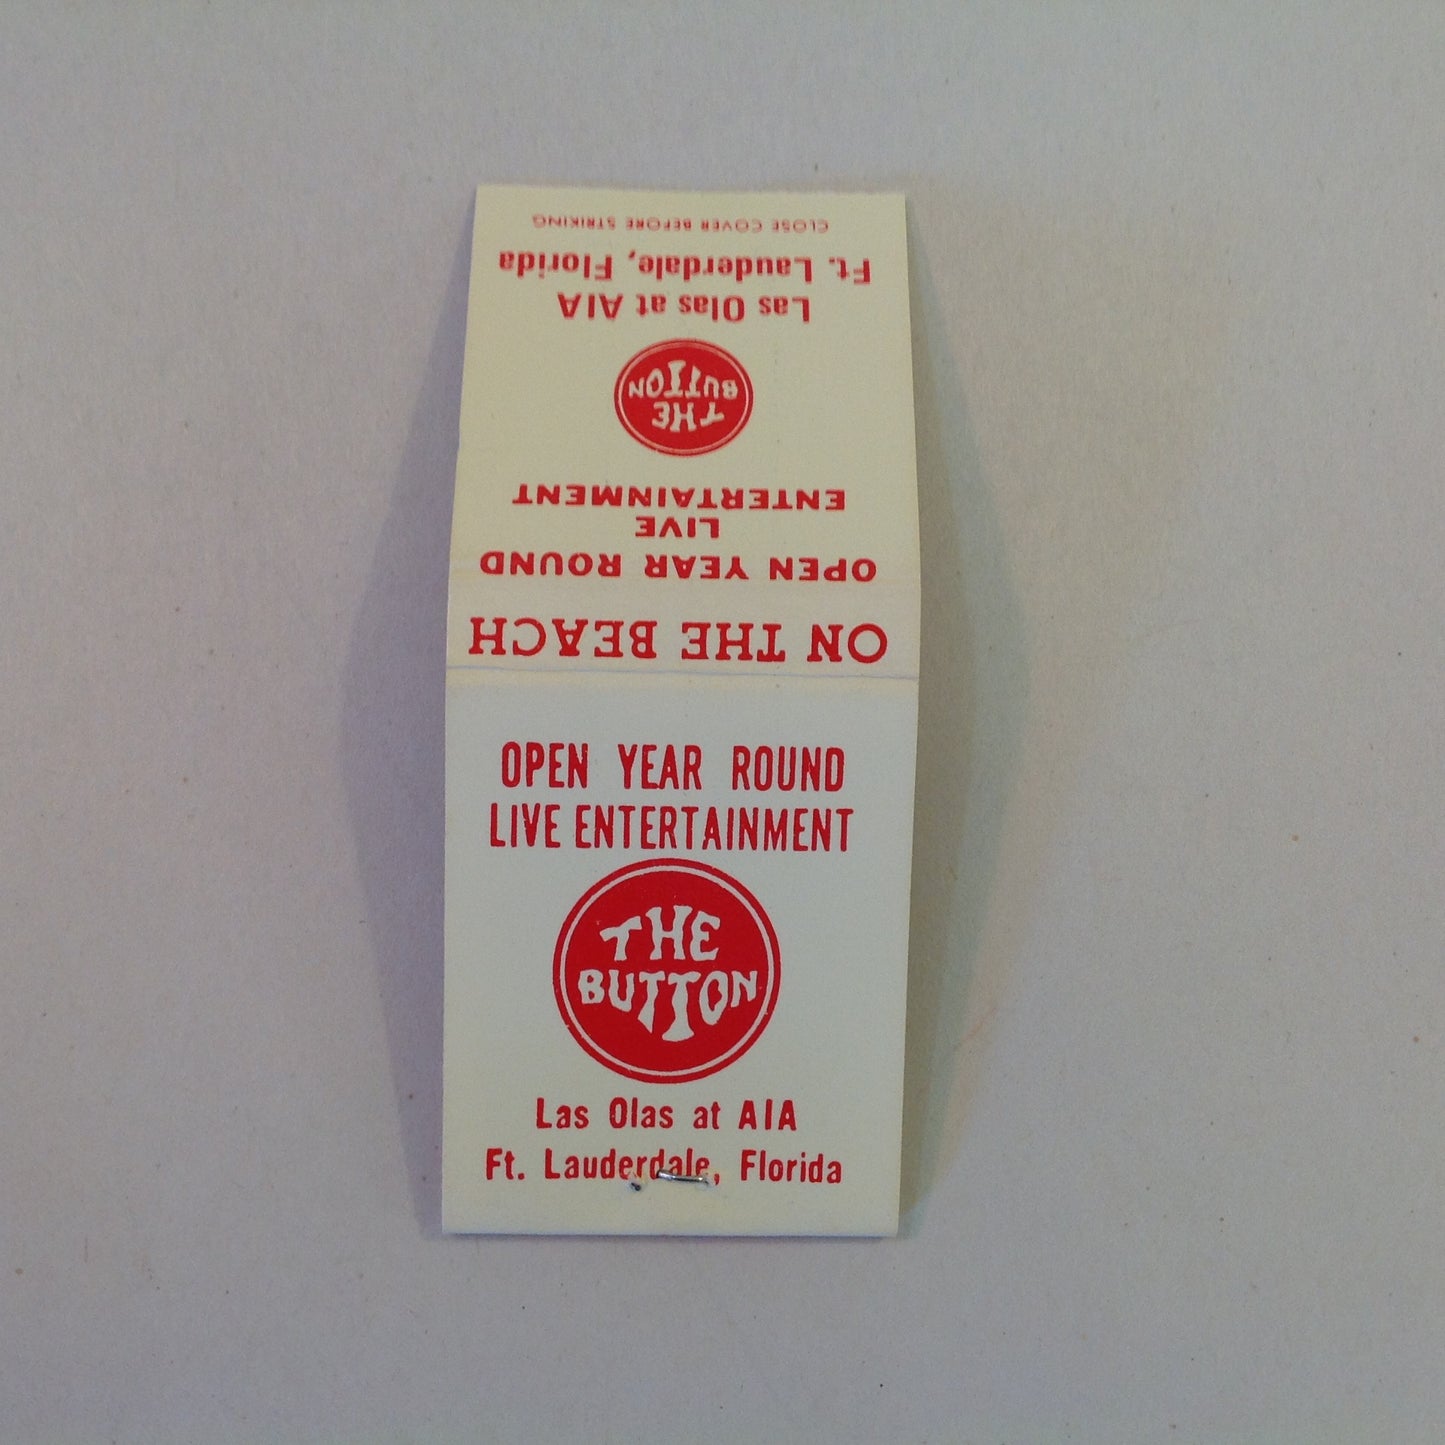 CLOSE COVER BEFORE STRIKING
Ft. Lauderdale, Florida
Las Olas at AIA
THE
BUTTON
ENTERTAINMENT
LIVE
OPEN YEAR ROUND
ON THE BEACH
OPEN YEAR ROUND
LIVE ENTERTAINMENT
THE
BUTTON
Las Olas at AIA
Ft. Lauderdale, Florida